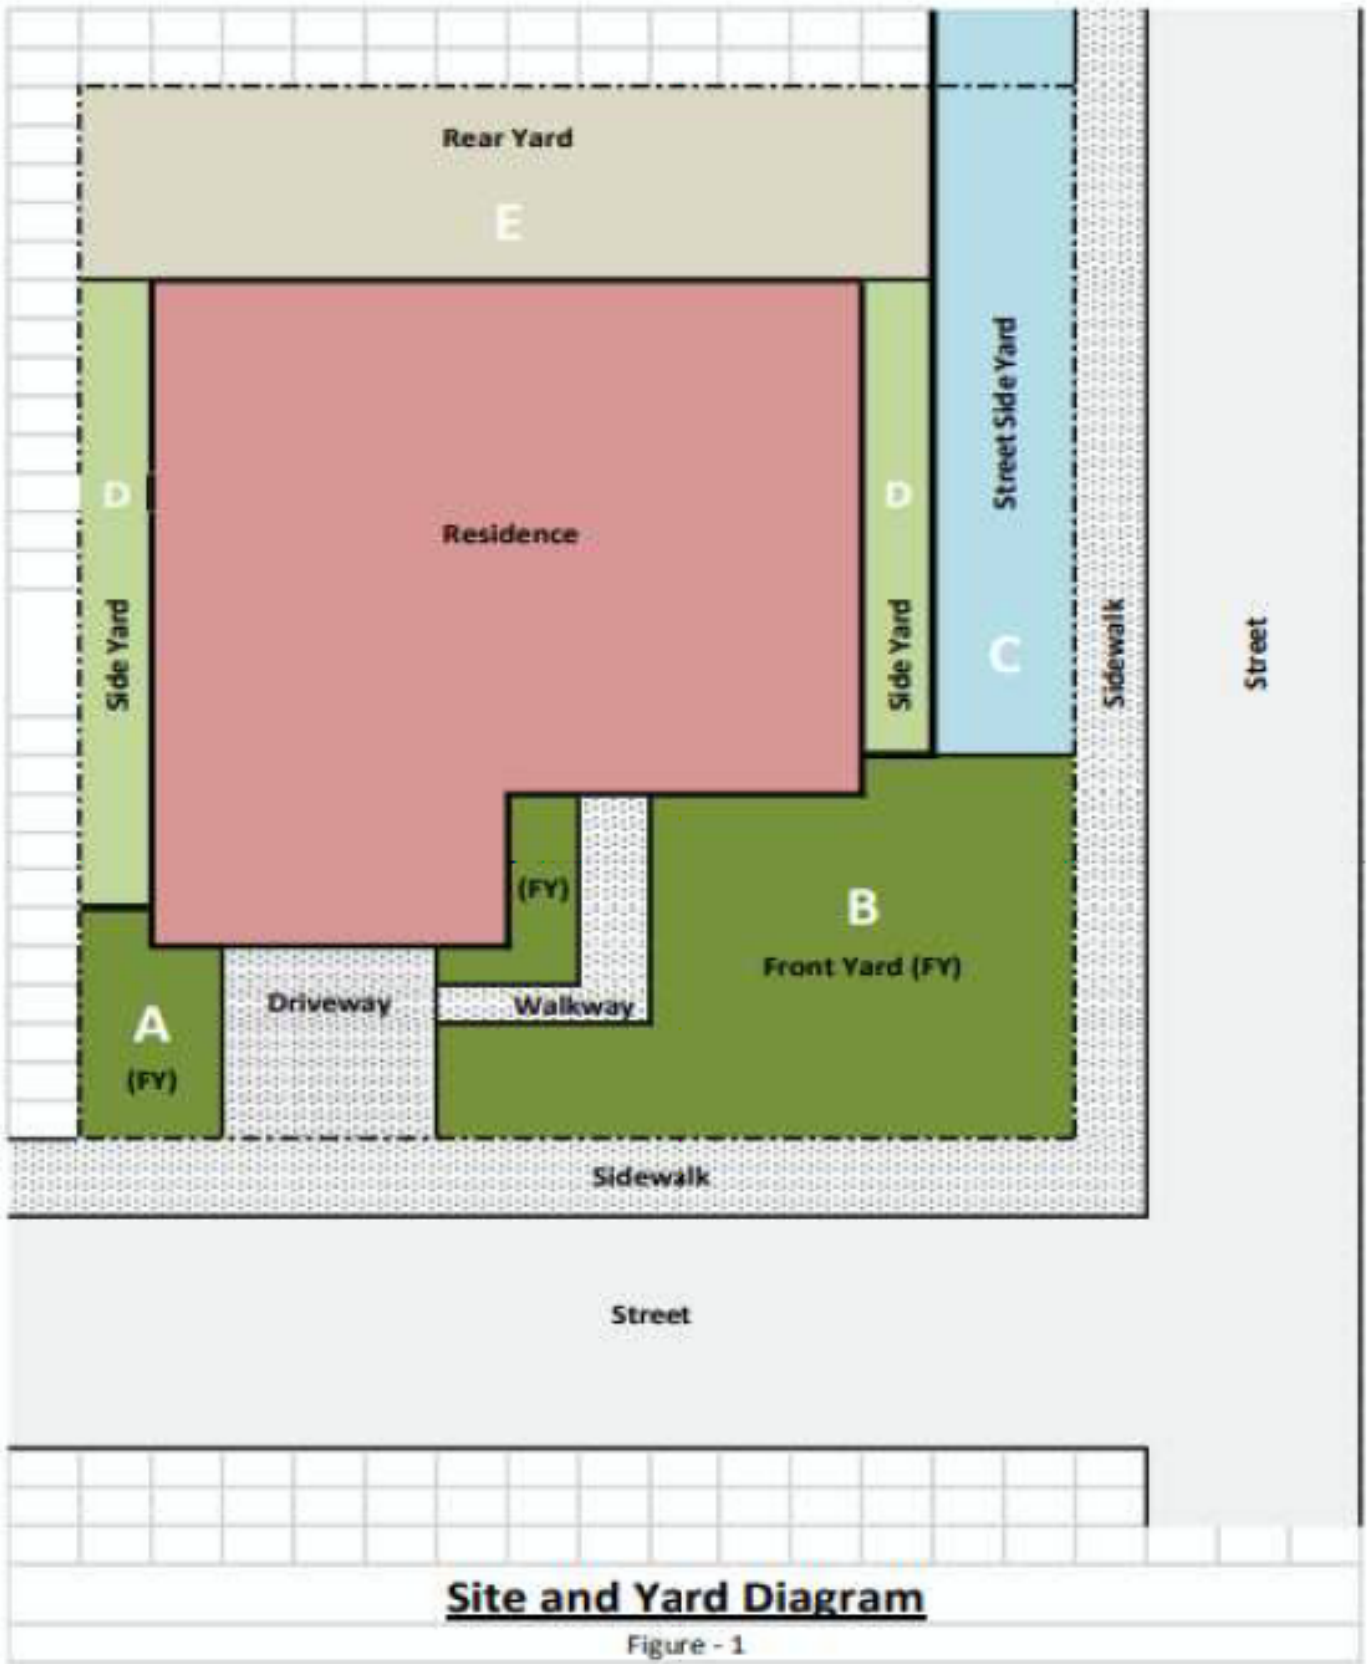 Rear Yard
E
Street Side Yard
D
D
Residence
Side Yard
Side Yard
C
Sidewalk
Street
(FY)
B
Front Yard (FY)
Driveway
Walkway
A
(FY)
Sidewalk
Street
Site and Yard Diagram
Figure - 1